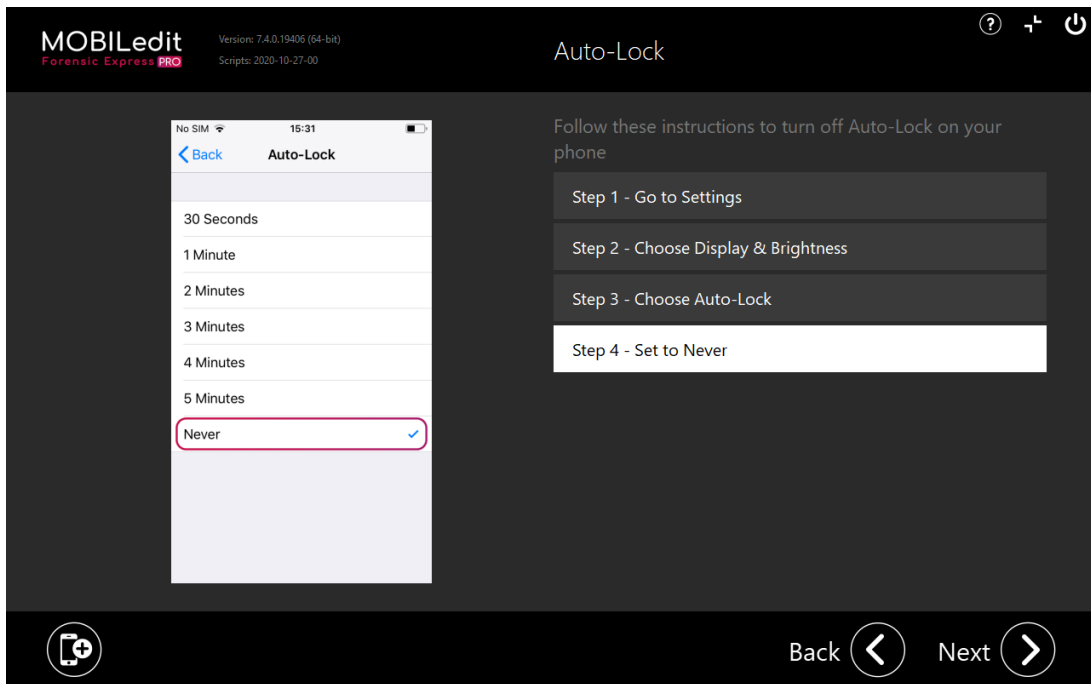 MOBILedit
Forensic Express PRO
Version: 7.4.0.19406 (64-bit)
Scripts: 2020-10-27-00
Auto-Lock
?
No SIM 15:31
Back Auto-Lock
30 Seconds
1 Minute
2 Minutes
3 Minutes
4 Minutes
5 Minutes
Never
Follow these instructions to turn off Auto-Lock on your
phone
Step 1 - Go to Settings
Step 2 - Choose Display & Brightness
Step 3 - Choose Auto-Lock
Step 4 - Set to Never
Back
Next